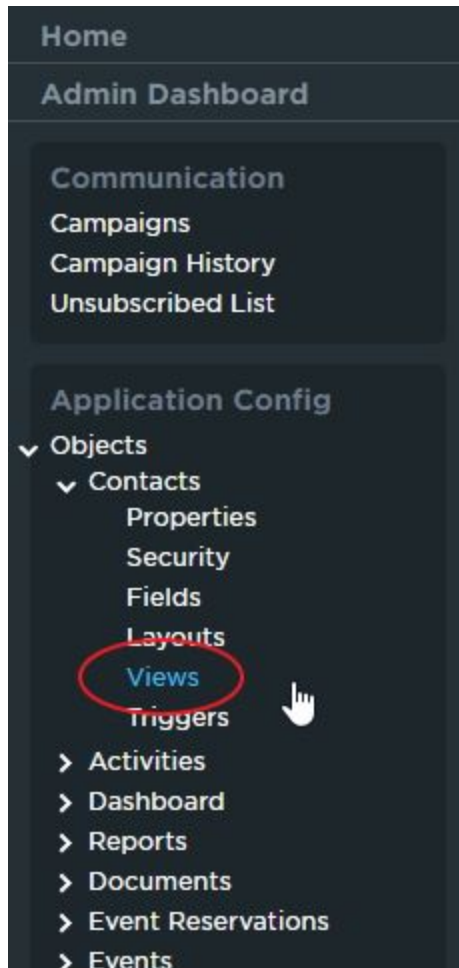 Home
Admin Dashboard
Communication
Campaigns
Campaign History
Unsubscribed List
Application Config
Objects
Contacts
Properties
Security
Fields
Layouts
Views
Triggers
Activities
Dashboard
Reports
Documents
Event Reservations
Events